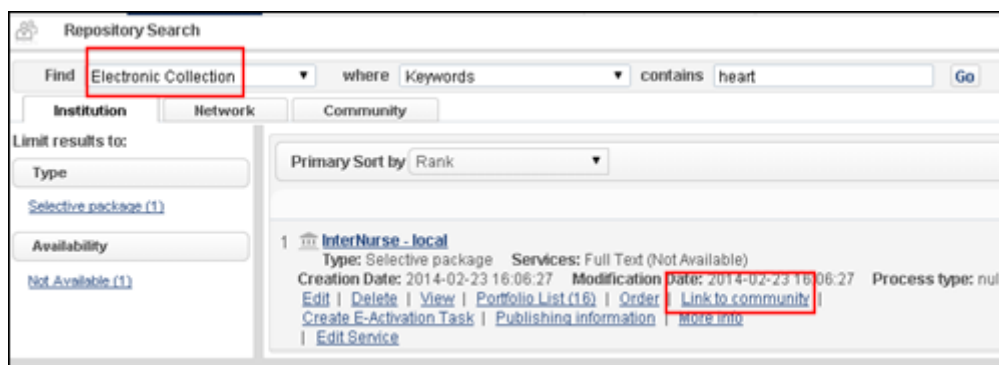 Repository Search
Find Electronic Collection where Keywords contains heart Go
Institution Network Community
Limit results to:
Type
Selective package (1)
Availability
Not Available (1)
Primary Sort by Rank
1 InterNurse - local
Type: Selective package Services: Full Text (Not Available)
Creation Date: 2014-02-23 16:06:27 Modification Date: 2014-02-23 16:06:27 Process type: nul
Edit | Delete | View | Portfolio List (16) | Order | Link to community |
Create E-Activation Task | Publishing information | More info
| Edit Service